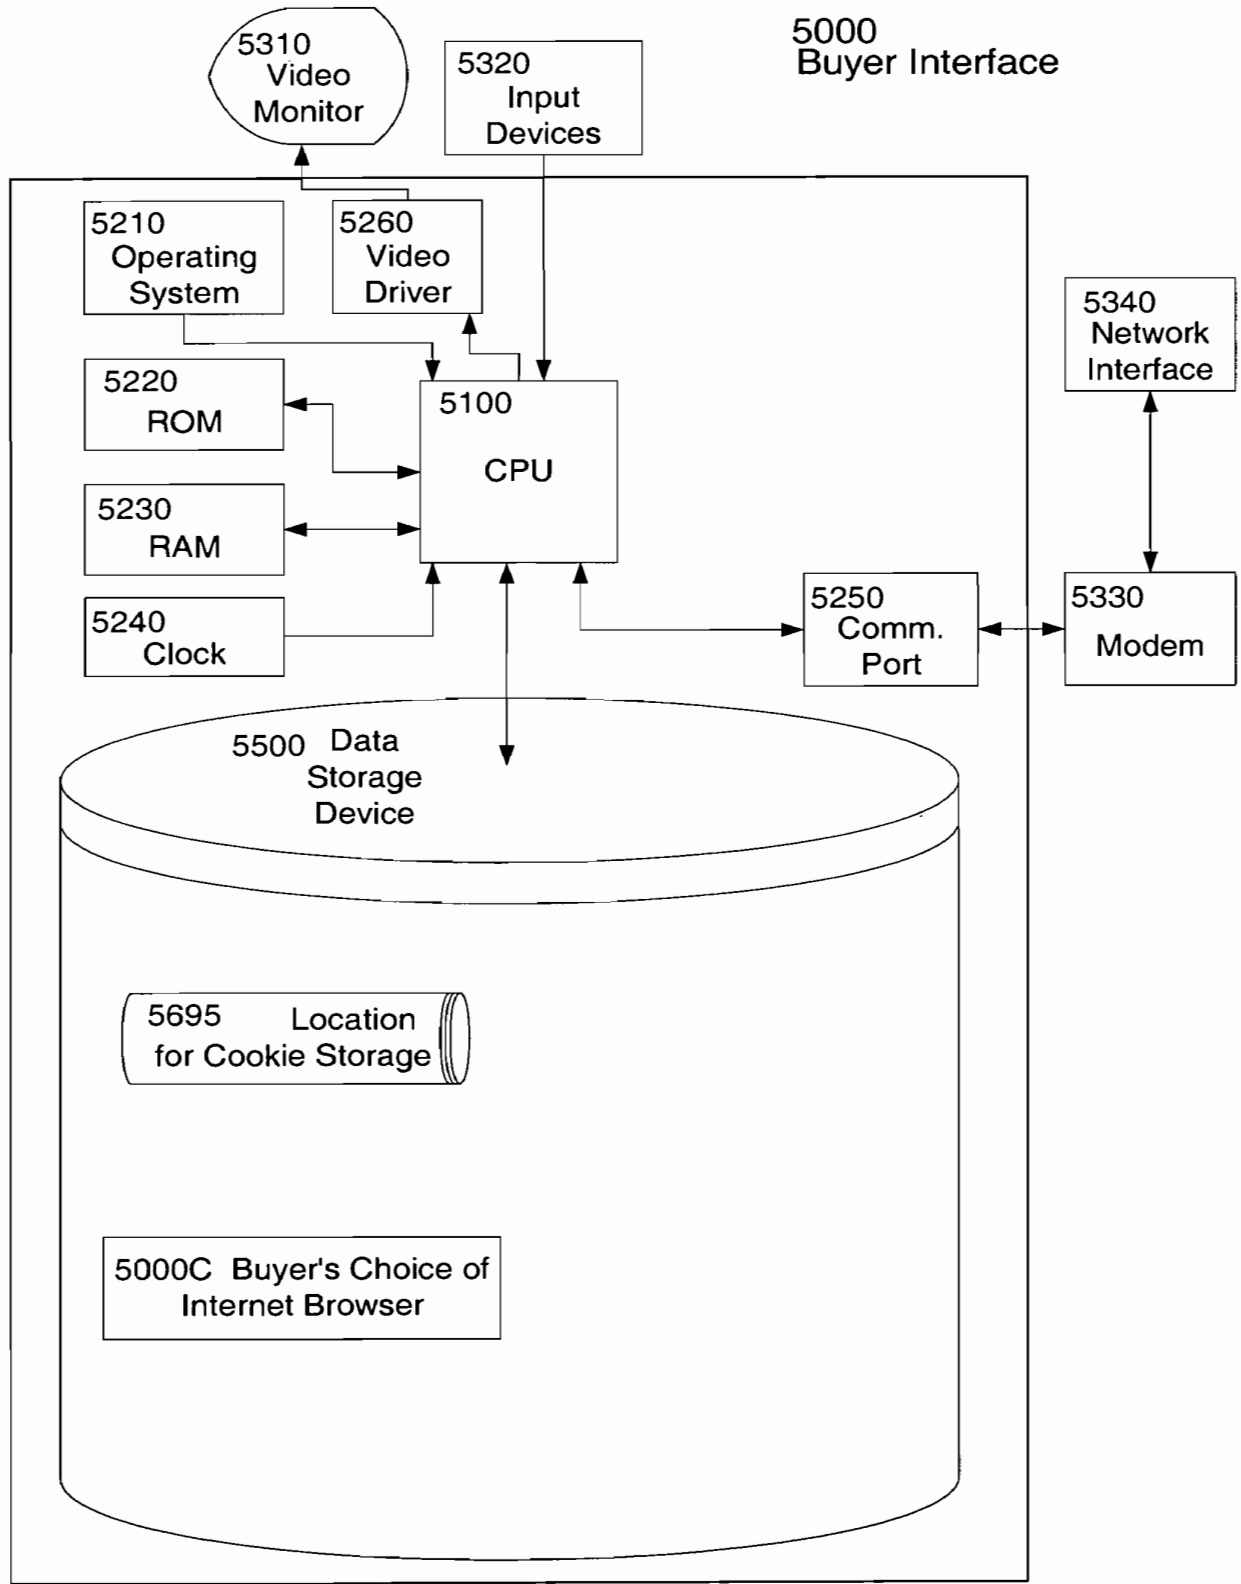 5000
Buyer Interface
5310
Video
Monitor
5320
Input
Devices
5210
Operating
System
5260
Video
Driver
5340
Network
Interface
5220
ROM
5100
CPU
5230
RAM
5240
Clock
5250
Comm.
Port
5330
Modem
5500 Data
Storage
Device
5695 Location
for Cookie Storage
5000C Buyer's Choice of
Internet Browser